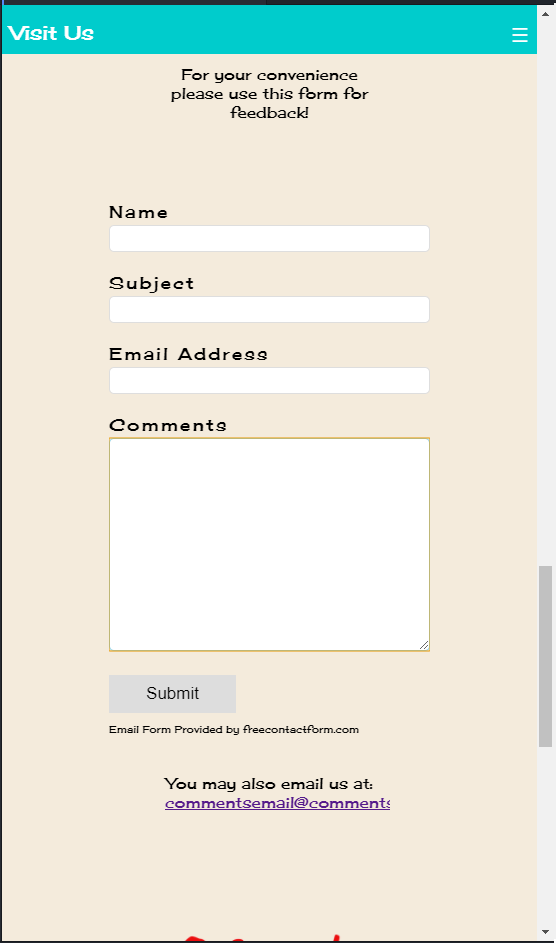 Visit Us
For your convenience
please use this form for
feedback!
Name
Subject
Email Address
Comments
Submit
Email Form Provided by freecontactform.com
You may also email us at:
commentsemail@comments